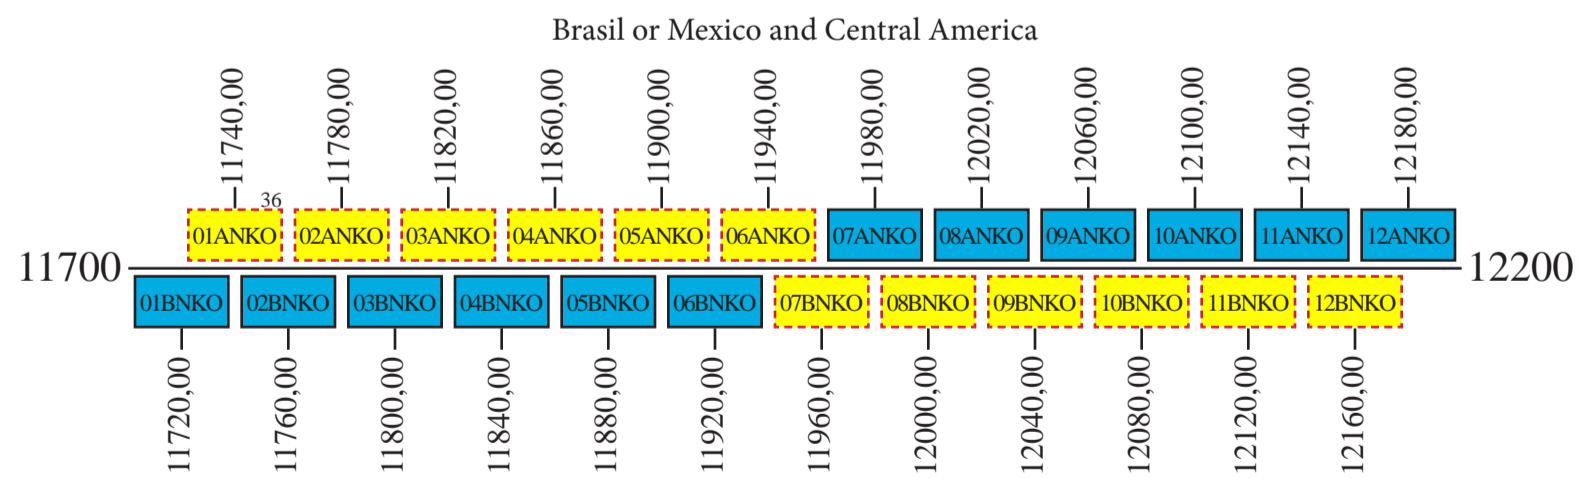 Brasil or Mexico and Central America
11740,00 11780,00 11820,00 11860,00 11900,00 11940,00 11980,00 12020,00 12060,00 12100,00 12140,00 12180,00
36
01ANKO 02ANKO 03ANKO 04ANKO 05ANKO 06ANKO 07ANKO 08ANKO 09ANKO 10ANKO 11ANKO 12ANKO
11700 12200
01BNKO 02BNKO 03BNKO 04BNKO 05BNKO 06BNKO 07BNKO 08BNKO 09BNKO 10BNKO 11BNKO 12BNKO
11720,00 11760,00 11800,00 11840,00 11880,00 11920,00 11960,00 12000,00 12040,00 12080,00 12120,00 12160,00